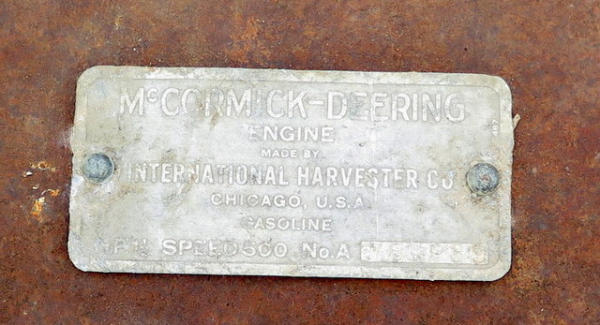 McCORMICK-DEERING
ENGINE
MADE BY
INTERNATIONAL HARVESTER CO
CHICAGO, U.S.A.
GASOLINE
SPEED 500 No. A